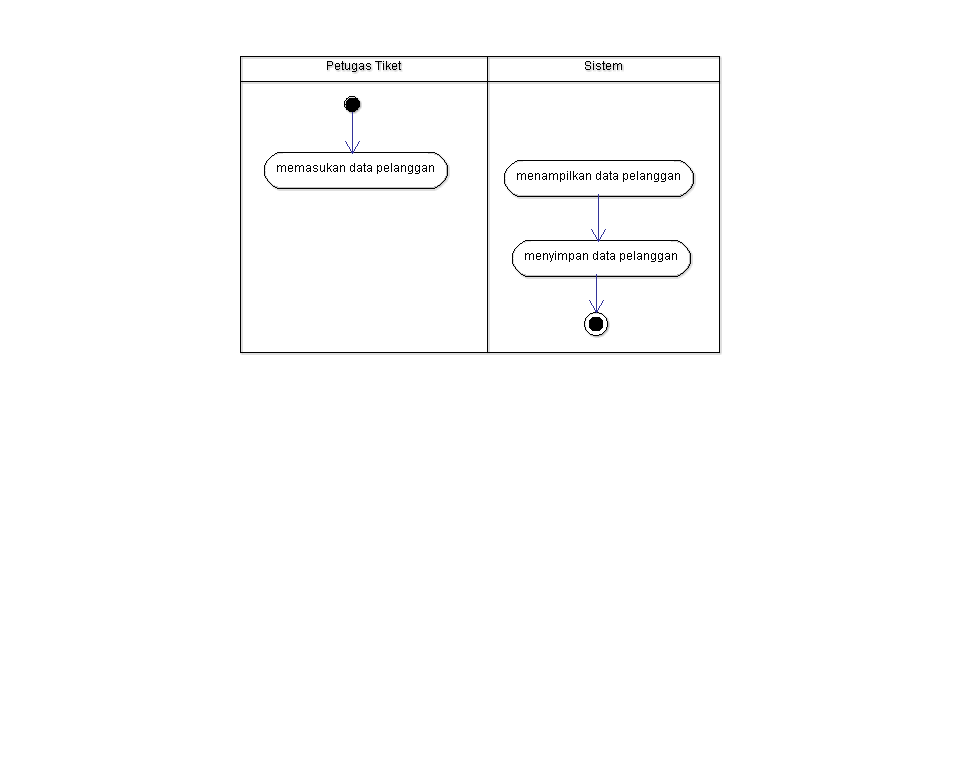 Petugas Tiket
Sistem
memasukan data pelanggan
menampilkan data pelanggan
menyimpan data pelanggan